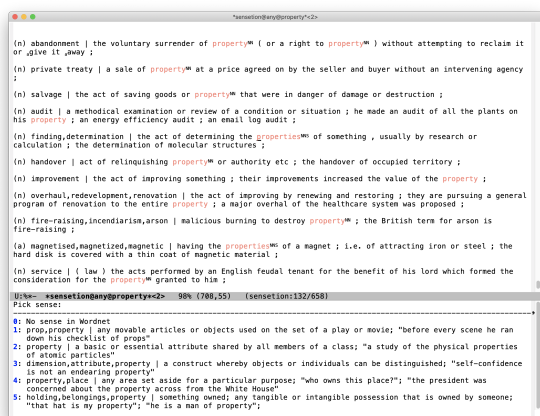 *sensetion@any@property*<2>
(n) abandonment | the voluntary surrender of propertyNN ( or a right to propertyNN ) without attempting to reclaim it
or ,give it ,away ;
(n) private treaty | a sale of propertyNN at a price agreed on by the seller and buyer without an intervening agency
;
(n) salvage | the act of saving goods or propertyNN that were in danger of damage or destruction ;
(n) audit | a methodical examination or review of a condition or situation ; he made an audit of all the plants on
his property ; an energy efficiency audit ; an email log audit ;
(n) finding,determination | the act of determining the propertiesNNS of something , usually by research or
calculation ; the determination of molecular structures ;
(n) handover | act of relinquishing propertyNN or authority etc ; the handover of occupied territory ;
(n) improvement | the act of improving something ; their improvements increased the value of the property ;
(n) overhaul,redevelopment,renovation | the act of improving by renewing and restoring ; they are pursuing a general
program of renovation to the entire property ; a major overhal of the healthcare system was proposed ;
(n) fire-raising,incendiarism,arson | malicious burning to destroy propertyNN ; the British term for arson is
fire-raising ;
(a) magnetised,magnetized,magnetic | having the propertiesNNS of a magnet ; i.e. of attracting iron or steel ; the
hard disk is covered with a thin coat of magnetic material ;
(n) service | ( law ) the acts performed by an English feudal tenant for the benefit of his lord which formed the
consideration for the propertyNN granted to him ;
U:%*- *sensetion@any@property*<2> 98% (708,55) (sensetion:132/658)
Pick sense:
0: No sense in Wordnet
1: prop,property | any movable articles or objects used on the set of a play or movie; "before every scene he ran
down his checklist of props"
2: property | a basic or essential attribute shared by all members of a class; "a study of the physical properties
of atomic particles"
3: dimension,attribute,property | a construct whereby objects or individuals can be distinguished; "self-confidence
is not an endearing property"
4: property,place | any area set aside for a particular purpose; "who owns this place?"; "the president was
concerned about the property across from the White House"
5: holding,belongings,property | something owned; any tangible or intangible possession that is owned by someone;
"that hat is my property"; "he is a man of property";